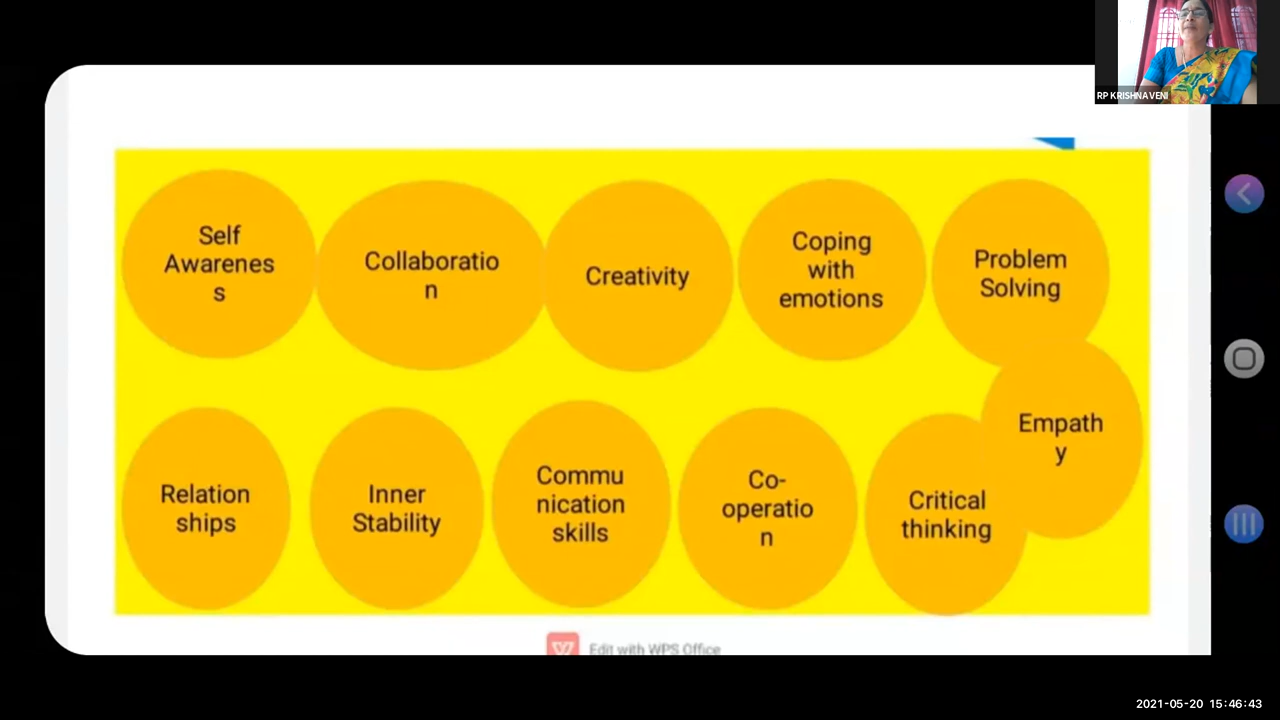 RP KRISHNAVENI
Self
Awarenes
s
Collaboratio
n
Creativity
Coping
with
emotions
Problem
Solving
Empath
y
Relation
ships
Inner
Stability
Commu
nication
skills
Co-
operatio
n
Critical
thinking
Edit with WPS Office
2021-05-20 15:46:43